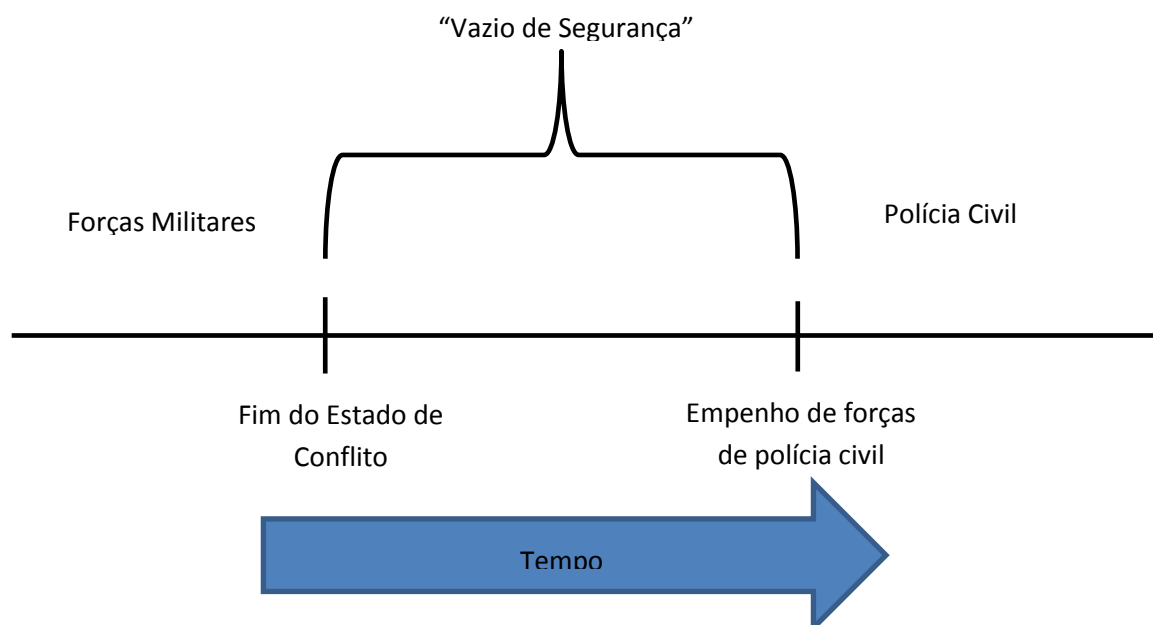 “Vazio de Segurança”
Forças Militares
Polícia Civil
Fim do Estado de
Conflito
Empenho de forças
de polícia civil
Tempo